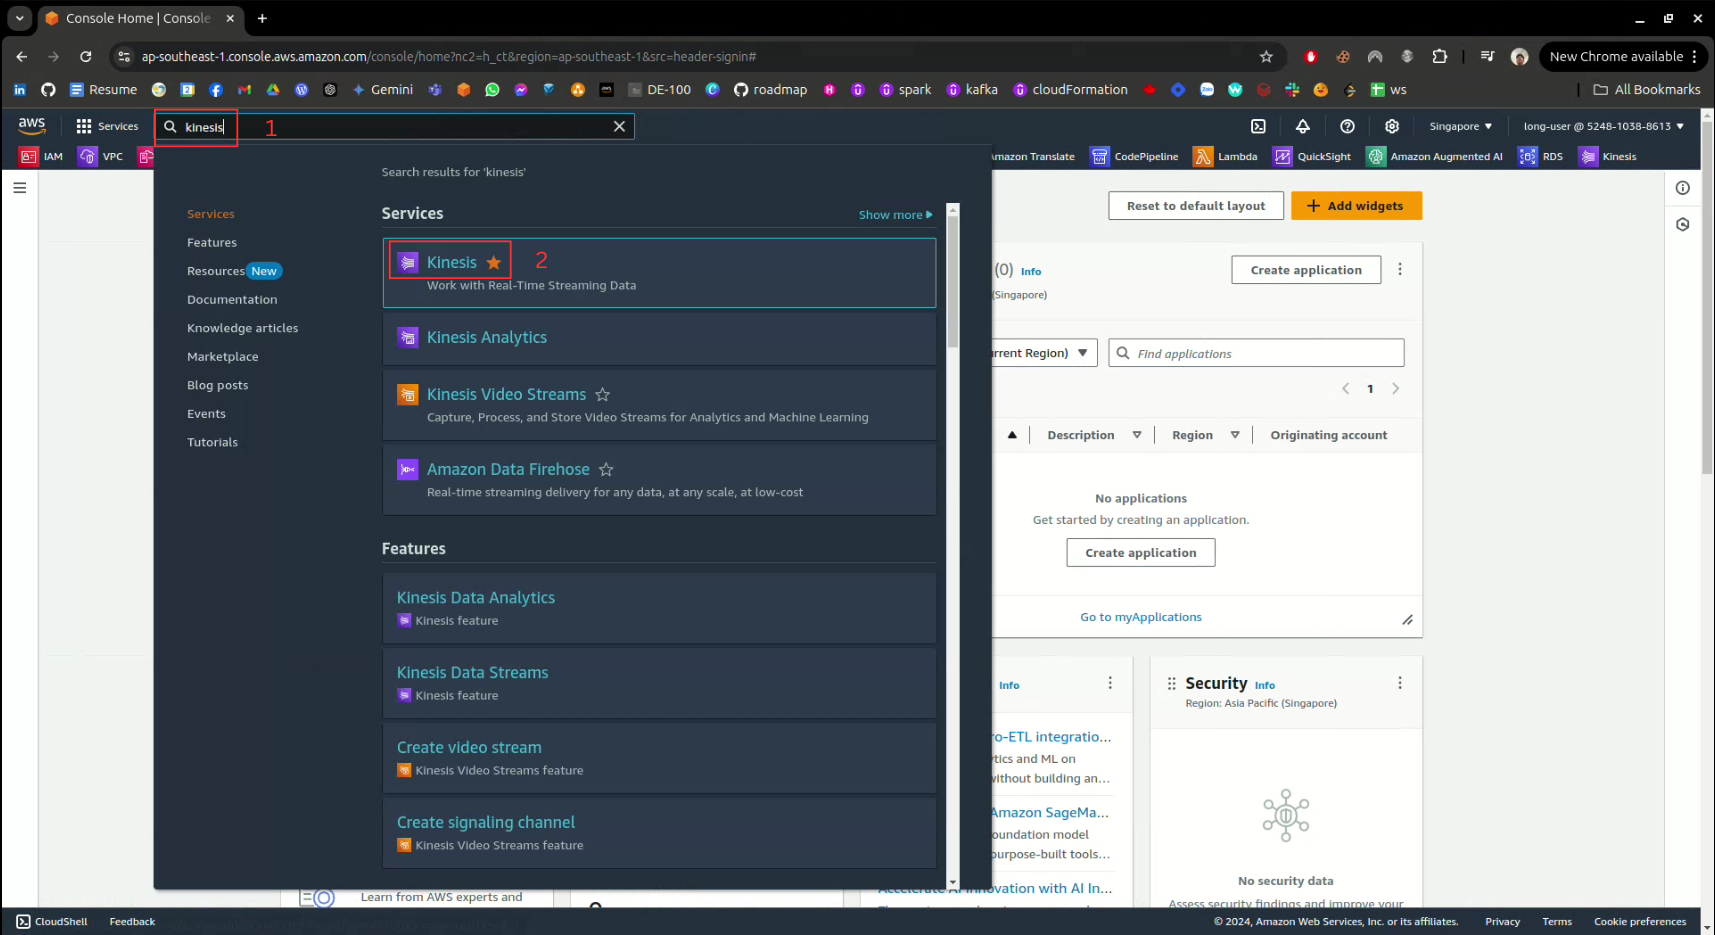 Console Home | Console
ap-southeast-1.console.aws.amazon.com/console/home?nc2=h_ct&region=ap-southeast-1&src=header-signin#
New Chrome available
Resume
Gemini
DE-100
roadmap
spark
kafka
cloudFormation
ws
All Bookmarks
aws
Services
kinesis
1
Singapore
long-user @ 5248-1038-8613
IAM
VPC
Amazon Translate
CodePipeline
Lambda
QuickSight
Amazon Augmented AI
RDS
Kinesis
Search results for 'kinesis'
Services
Features
Resources New
Documentation
Knowledge articles
Marketplace
Blog posts
Events
Tutorials
Services
Show more
Kinesis
2
Work with Real-Time Streaming Data
Kinesis Analytics
Kinesis Video Streams
Capture, Process, and Store Video Streams for Analytics and Machine Learning
Amazon Data Firehose
Real-time streaming delivery for any data, at any scale, at low-cost
Features
Kinesis Data Analytics
Kinesis feature
Kinesis Data Streams
Kinesis feature
Create video stream
Kinesis Video Streams feature
Create signaling channel
Kinesis Video Streams feature
Reset to default layout
Add widgets
(0) Info
(Singapore)
Create application
Region)
Find applications
1
Description
Region
Originating account
No applications
Get started by creating an application.
Create application
Go to myApplications
Info
ro-ETL integratio...
and ML on
without building an...
Amazon SageMa...
foundation model
purpose-built tools...
Accelerate AI Innovation with AI In...
Security Info
Region: Asia Pacific (Singapore)
No security data
Assess security findings and improve your
Learn from AWS experts and
CloudShell
Feedback
© 2024, Amazon Web Services, Inc. or its affiliates.
Privacy
Terms
Cookie preferences